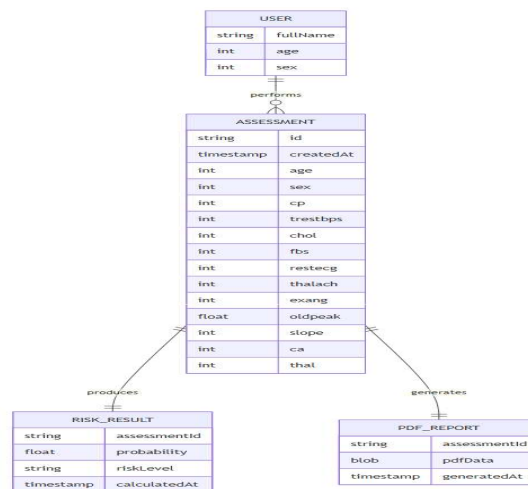 USER
string fullName
int age
int sex
performs
ASSESSMENT
string id
timestamp createdAt
int age
int sex
int cp
int trestbps
int chol
int fbs
int restecg
int thalach
int exang
float oldpeak
int slope
int ca
int thal
produces generates
RISK_RESULT
string assessmentId
float probability
string riskLevel
timestamp calculatedAt
PDF_REPORT
string assessmentId
blob pdfData
timestamp generatedAt